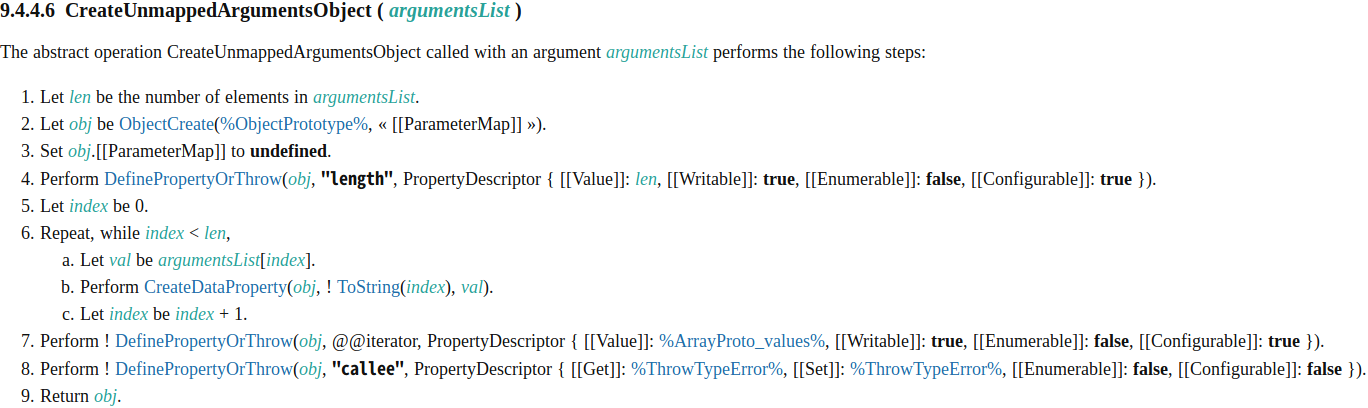 9.4.4.6 CreateUnmappedArgumentsObject ( argumentsList )
The abstract operation CreateUnmappedArgumentsObject called with an argument argumentsList performs the following steps:
1. Let len be the number of elements in argumentsList.
2. Let obj be ObjectCreate(%ObjectPrototype%, « [[ParameterMap]] »).
3. Set obj.[[ParameterMap]] to undefined.
4. Perform DefinePropertyOrThrow(obj, "length", PropertyDescriptor { [[Value]]: len, [[Writable]]: true, [[Enumerable]]: false, [[Configurable]]: true }).
5. Let index be 0.
6. Repeat, while index < len,
a. Let val be argumentsList[index].
b. Perform CreateDataProperty(obj, ! ToString(index), val).
c. Let index be index + 1.
7. Perform ! DefinePropertyOrThrow(obj, @@iterator, PropertyDescriptor { [[Value]]: %ArrayProto_values%, [[Writable]]: true, [[Enumerable]]: false, [[Configurable]]: true }).
8. Perform ! DefinePropertyOrThrow(obj, "callee", PropertyDescriptor { [[Get]]: %ThrowTypeError%, [[Set]]: %ThrowTypeError%, [[Enumerable]]: false, [[Configurable]]: false }).
9. Return obj.